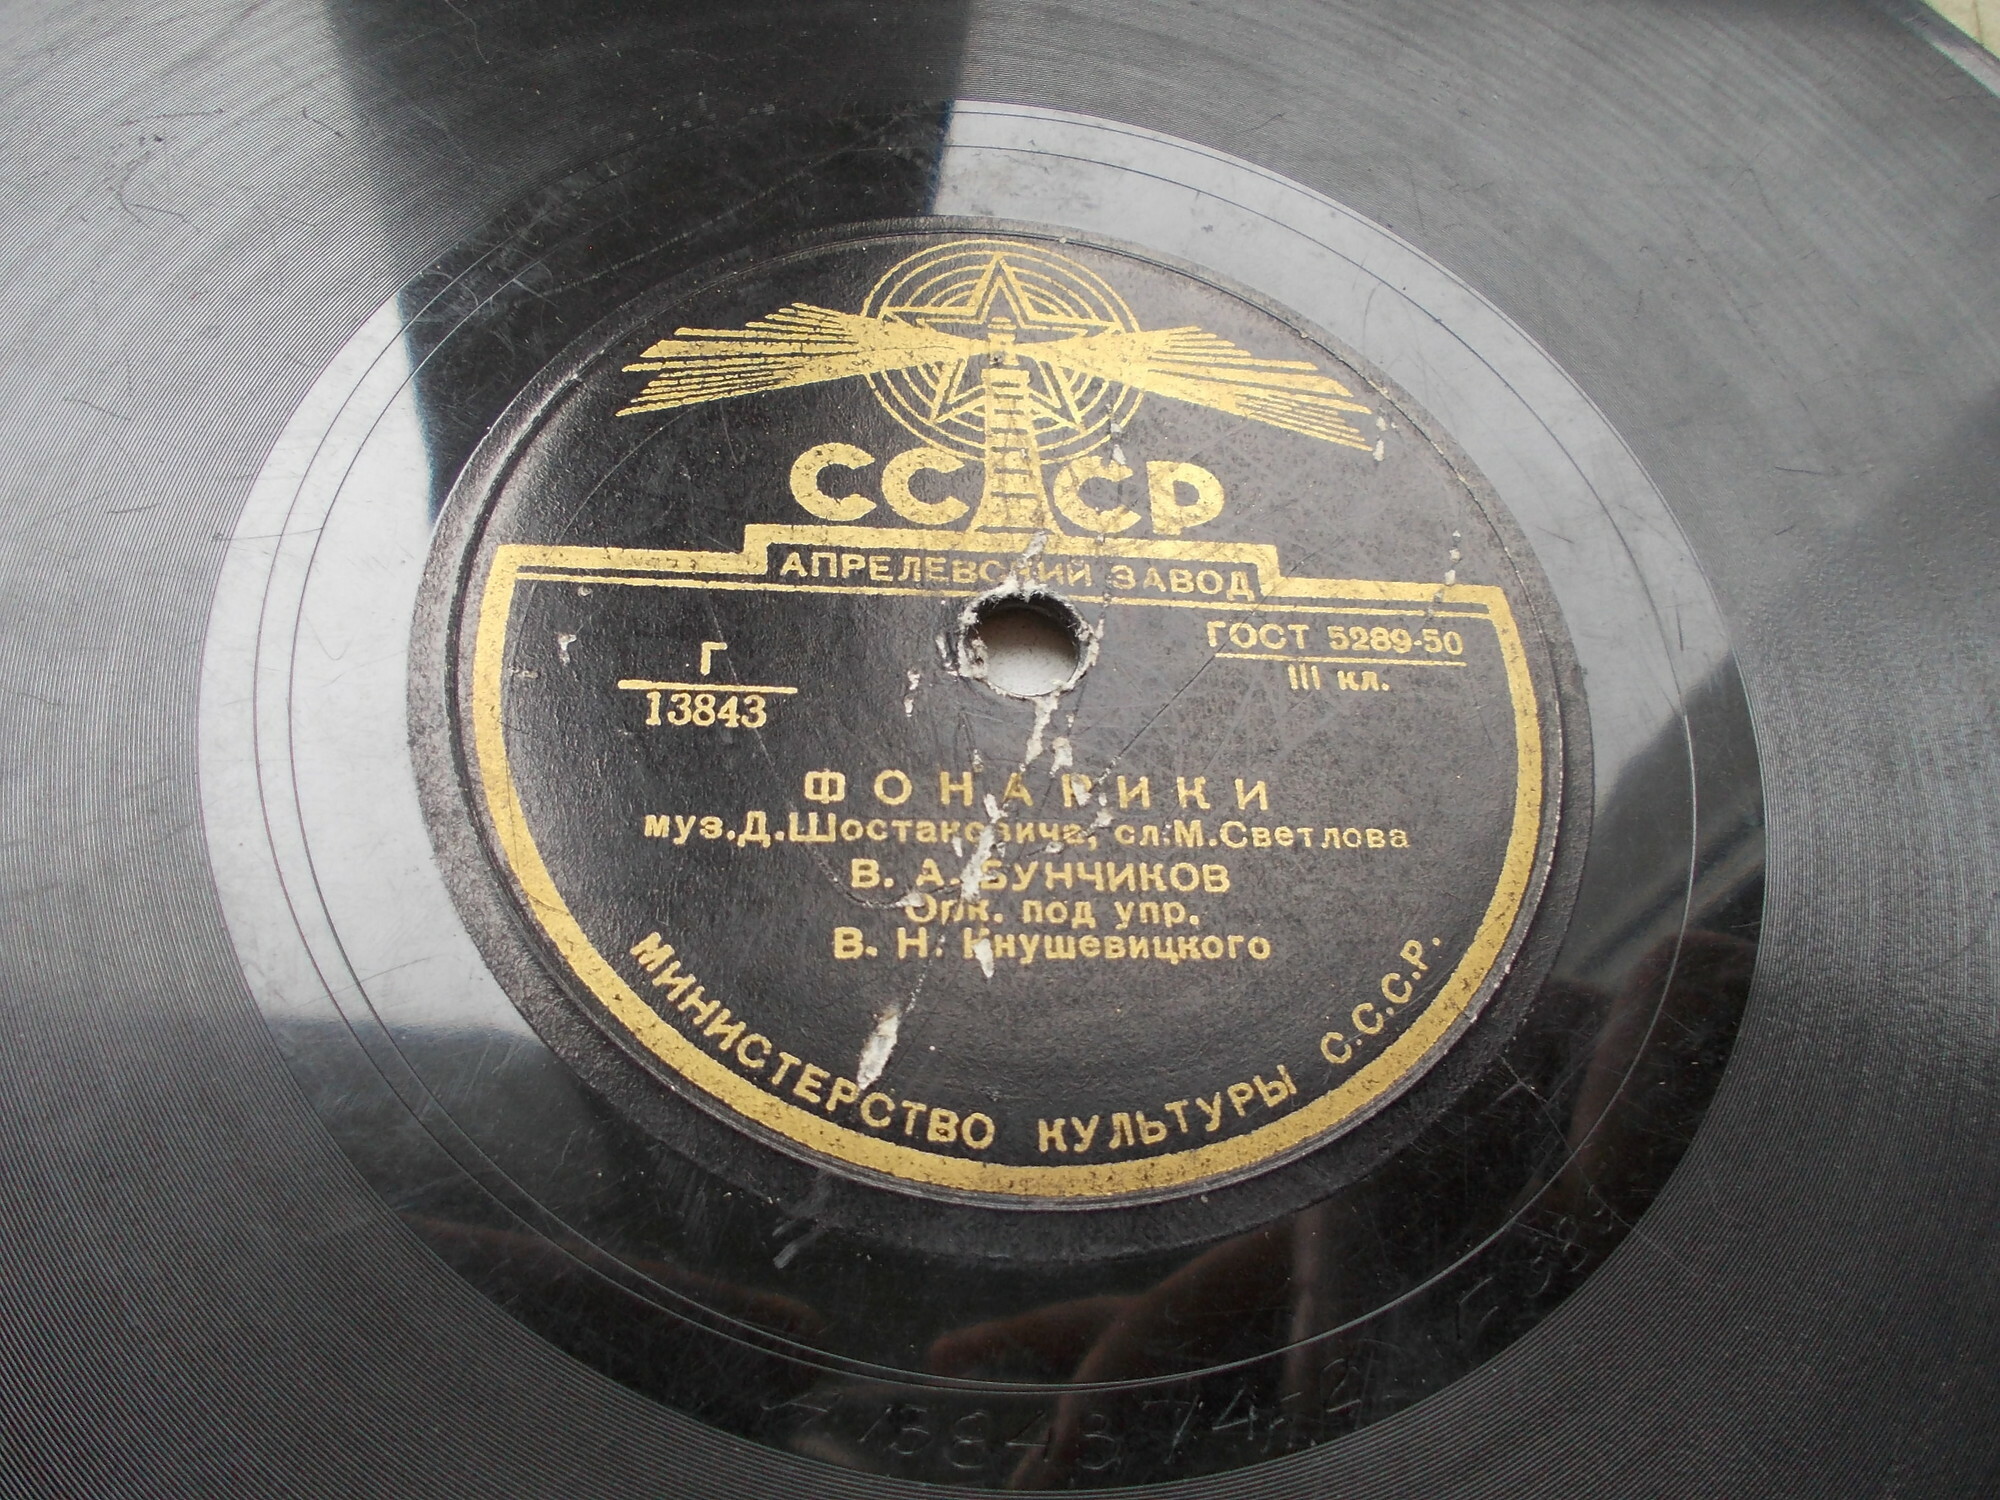 СССР
АПРЕЛЕВСКИЙ ЗАВОД
Г
13843
ГОСТ 5289-50
III кл.
ФОНАРИКИ
муз. Д. Шостаковича, сл. М. Светлова
В. А. БУНЧИКОВ
Орк. под упр.
В. Н. Кнушевицкого
МИНИСТЕРСТВО КУЛЬТУРЫ С.С.С.Р.